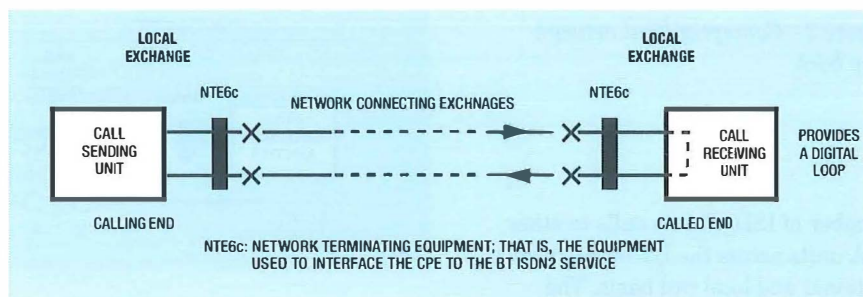 LOCAL
EXCHANGE
LOCAL
EXCHANGE
NTE6c
NETWORK CONNECTING EXCHNAGES
NTE6c
CALL
SENDING
UNIT
CALL
RECEIVING
UNIT
PROVIDES
A DIGITAL
LOOP
CALLING END
CALLED END
NTE6c: NETWORK TERMINATING EQUIPMENT; THAT IS, THE EQUIPMENT
USED TO INTERFACE THE CPE TO THE BT ISDN2 SERVICE